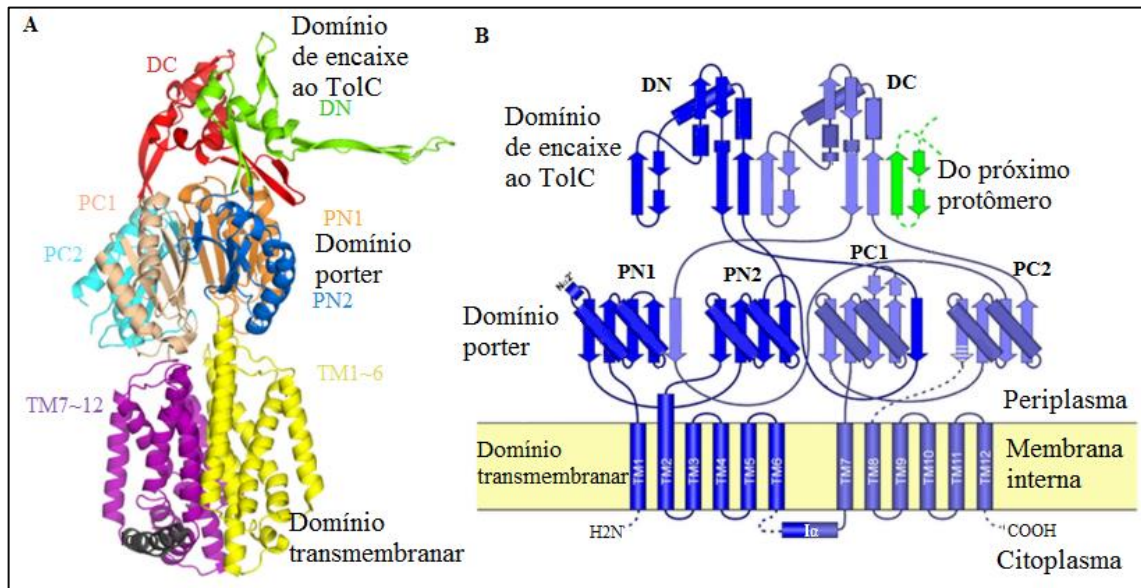 A
Domínio
de encaixe
ao TolC
DC
DN
PC1
PN1
PC2
Domínio
porter
PN2
TM1~6
TM7~12
Domínio
transmembranar
B
DN
DC
Domínio
de encaixe
ao TolC
Do próximo
protômero
PN1
PN2
PC1
PC2
Nα2'
Domínio
porter
Periplasma
Domínio
transmembranar
TM1
TM2
TM3
TM4
TM5
TM6
TM7
TM8
TM9
TM10
TM11
TM12
Membrana
interna
H2N
Iα
COOH
Citoplasma